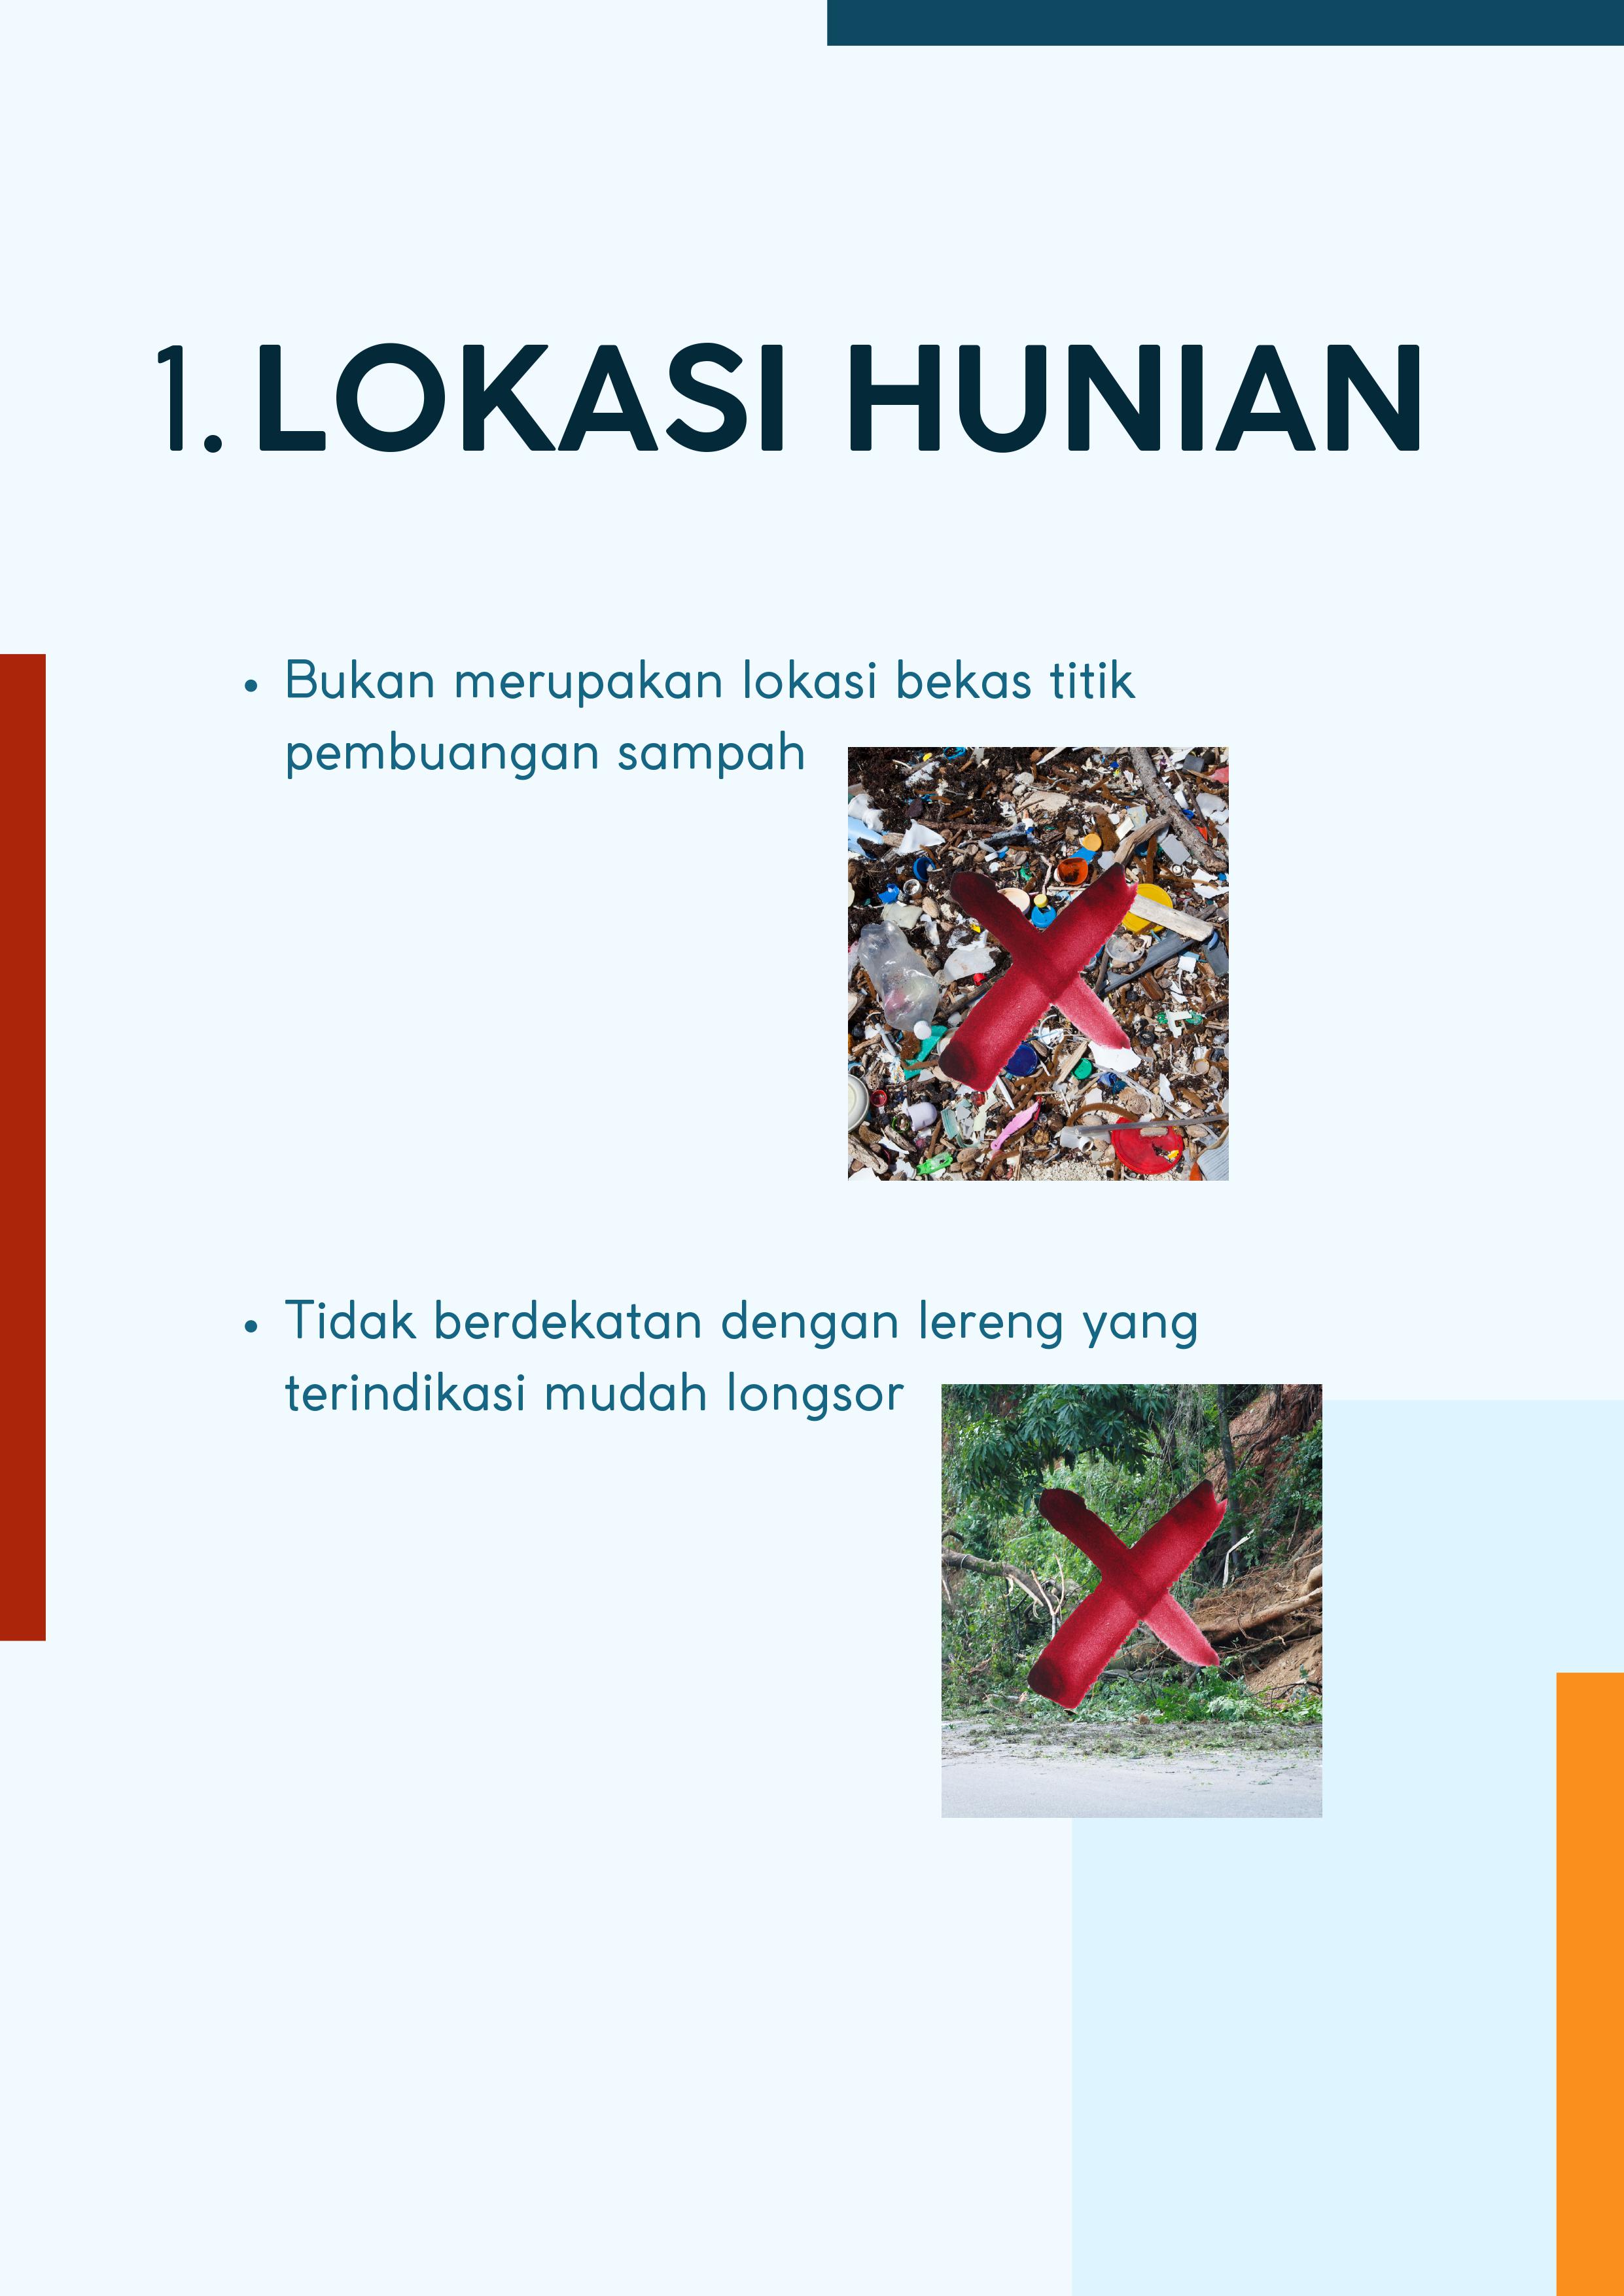 1. LOKASI HUNIAN
• Bukan merupakan lokasi bekas titik
pembuangan sampah
• Tidak berdekatan dengan lereng yang
terindikasi mudah longsor